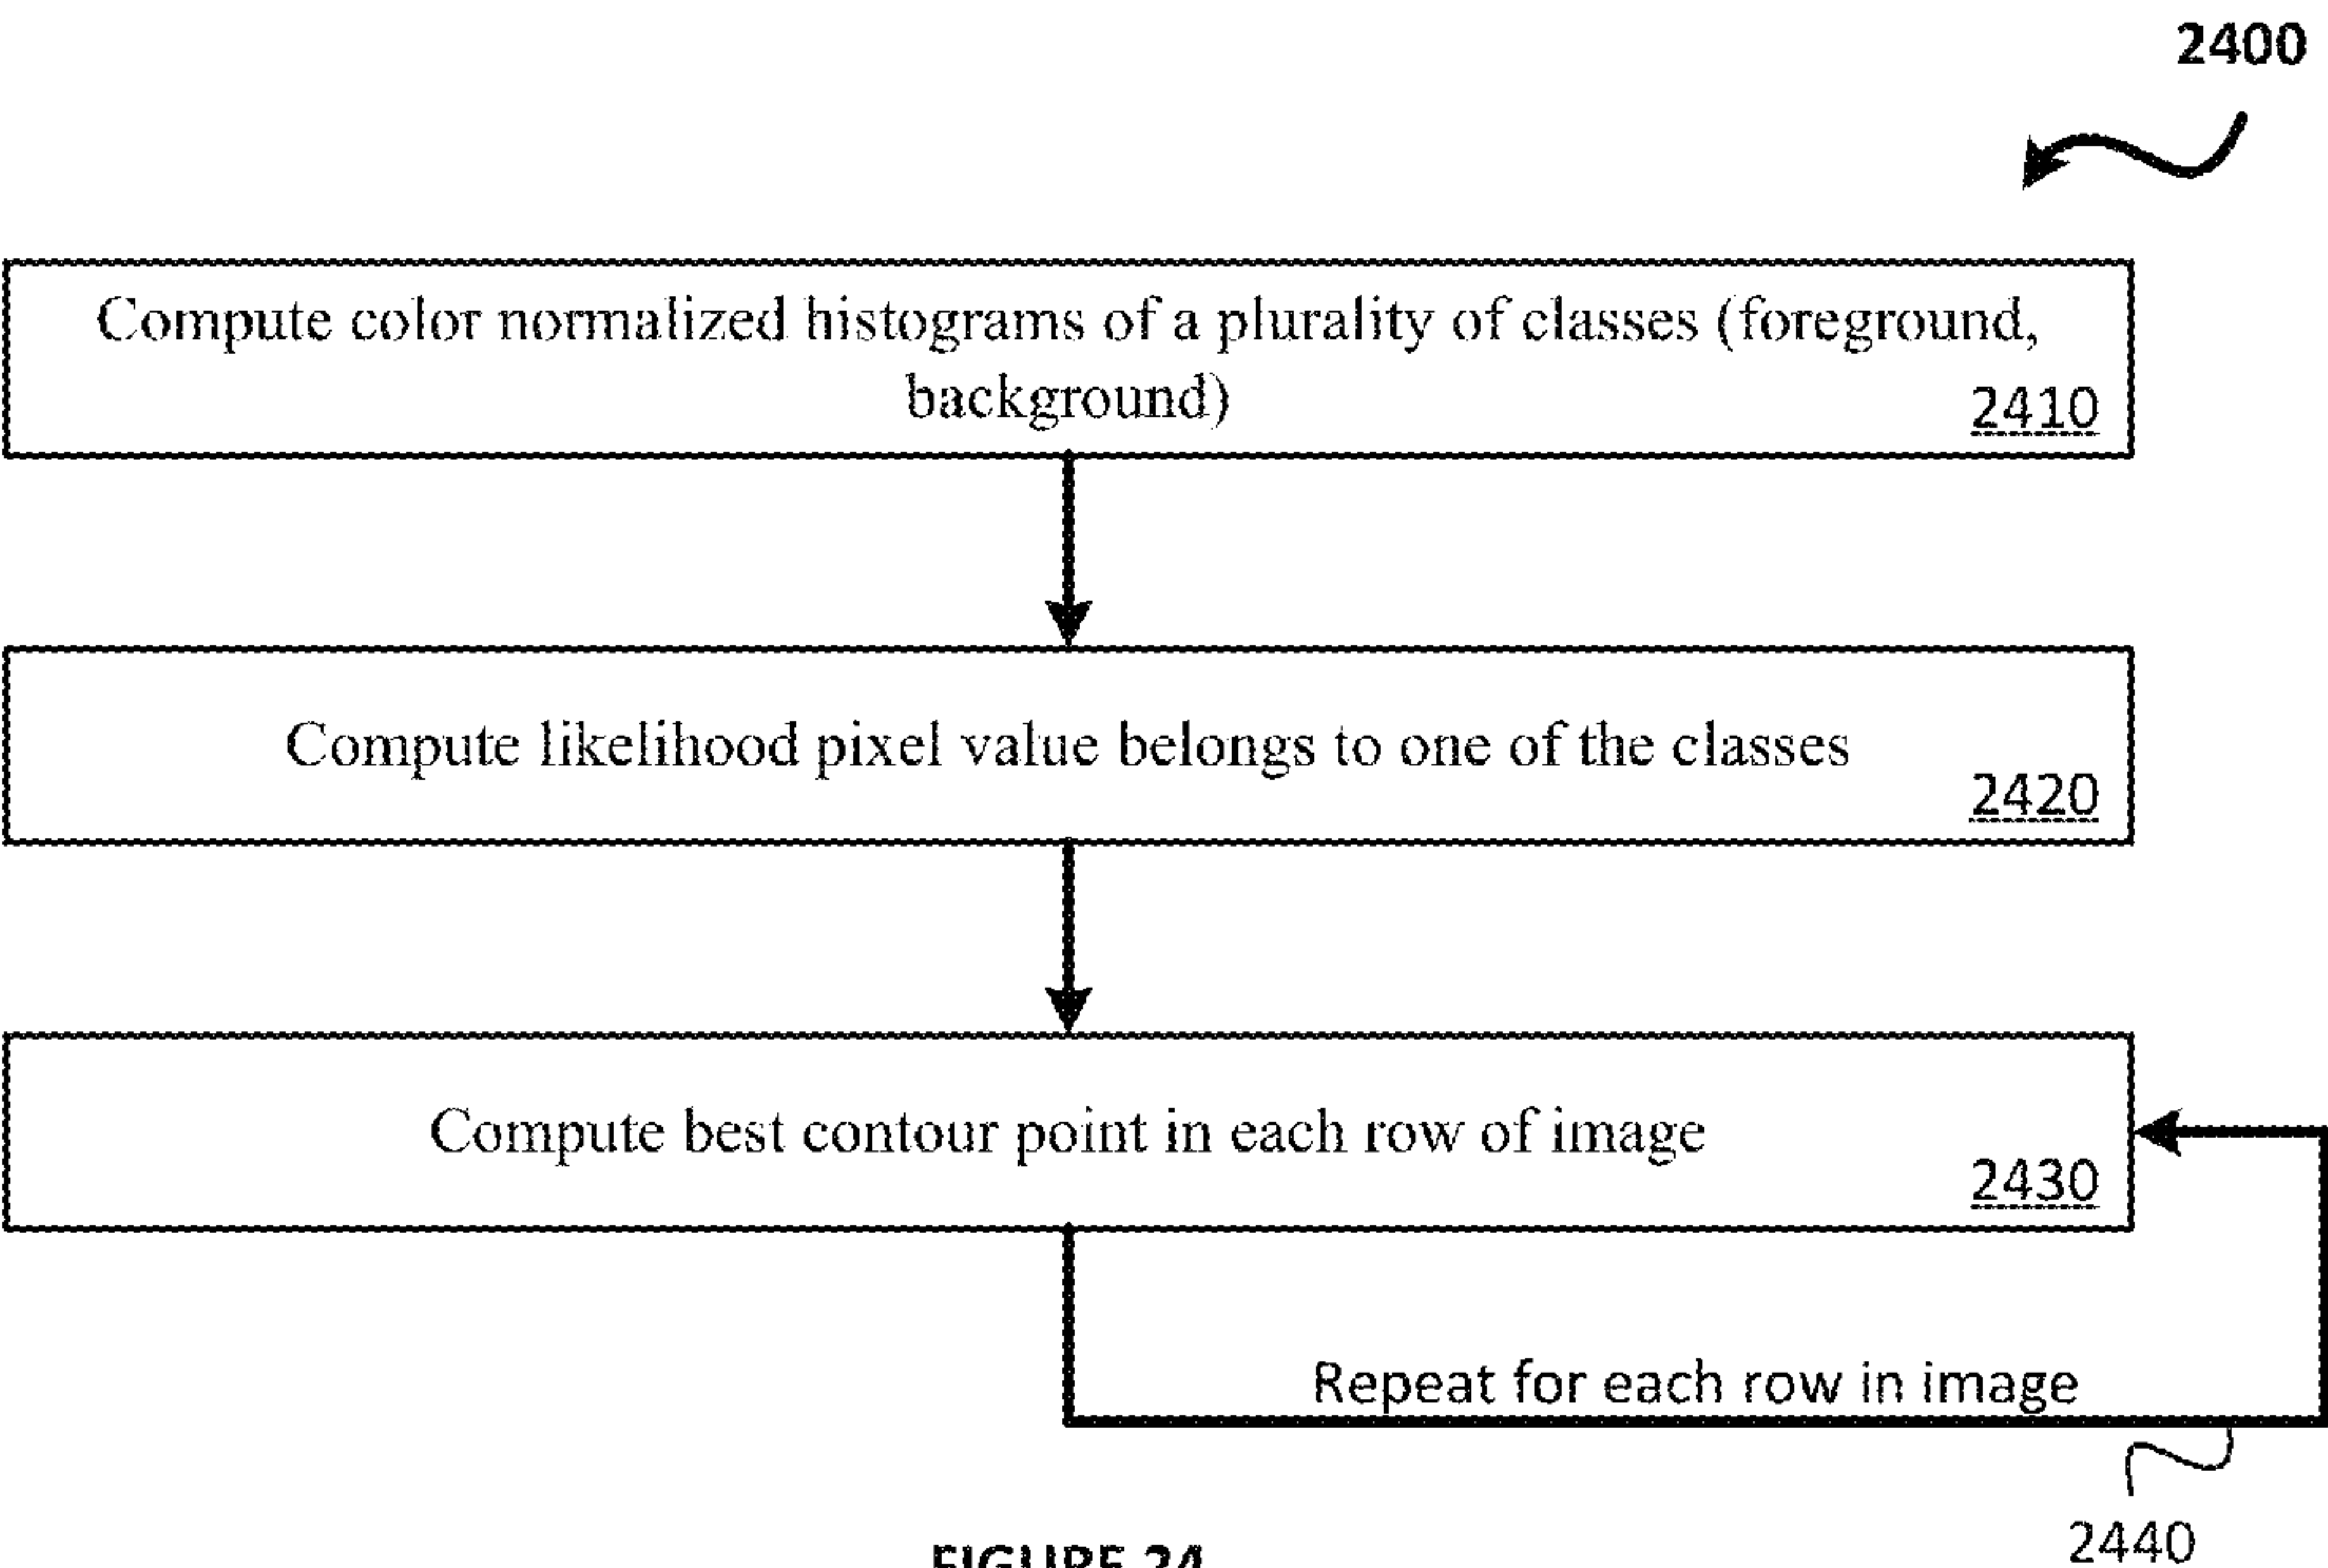 2400
Compute color normalized histograms of a plurality of classes (foreground,
background)
2410
Compute likelihood pixel value belongs to one of the classes
2420
Compute best contour point in each row of image
2430
Repeat for each row in image
2440
FIGURE 24